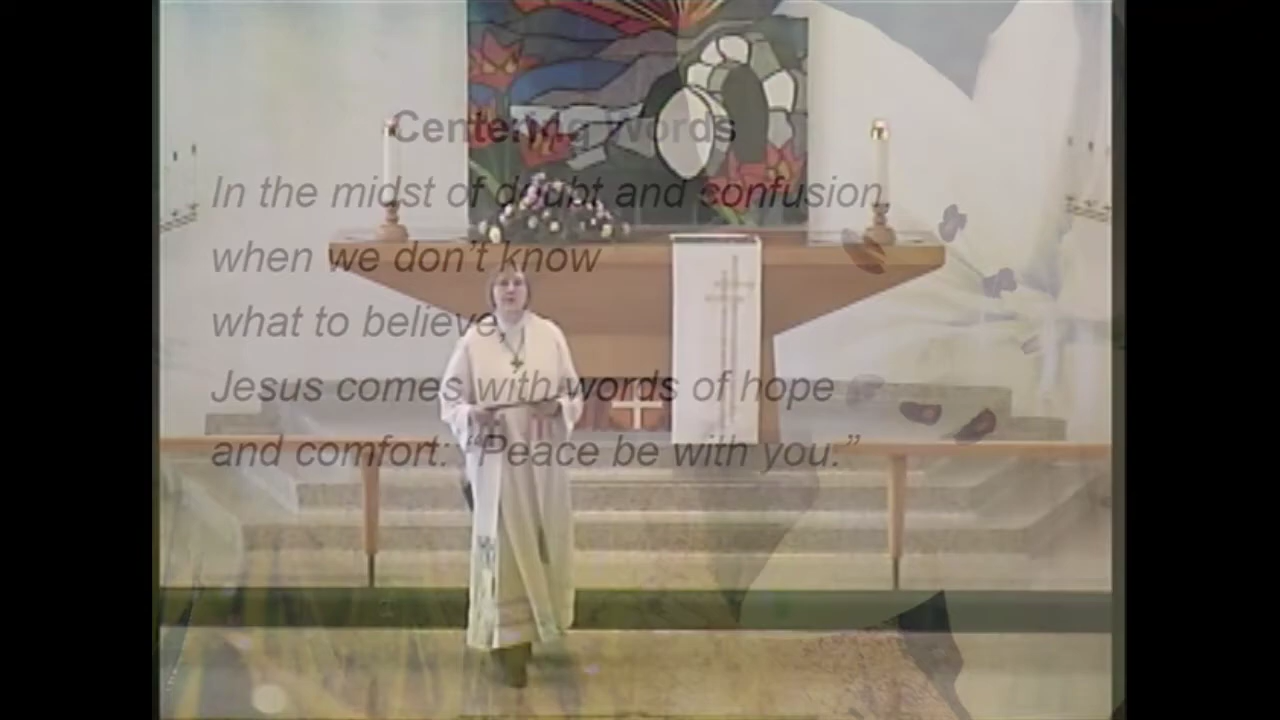 Centering Words
In the midst of doubt and confusion,
when we don't know
what to believe
Jesus comes with words of hope
and comfort: “Peace be with you.”